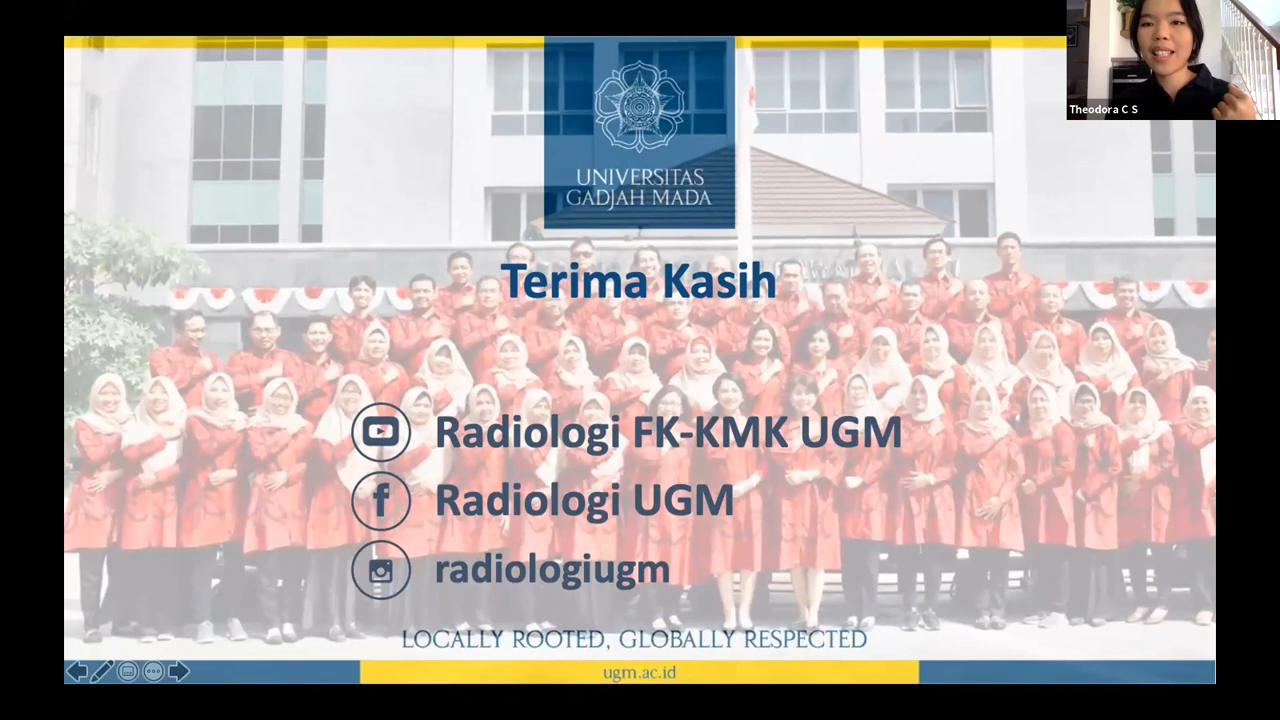 Theodora C S
UNIVERSITAS
GADJAH MADA
Terima Kasih
Radiologi FK-KMK UGM
f
Radiologi UGM
radiologiugm
LOCALLY ROOTED, GLOBALLY RESPECTED
ugm.ac.id